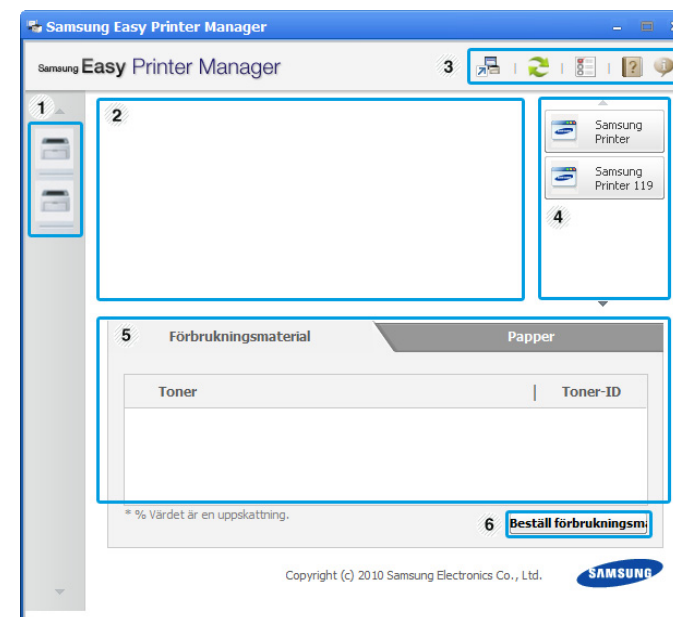 Samsung Easy Printer Manager
Samsung Easy Printer Manager
3
1
2
Samsung
Printer
Samsung
Printer 119
4
5 Förbrukningsmaterial Papper
Toner | Toner-ID
* % Värdet är en uppskattning.
6 Beställ förbrukningsm
Copyright (c) 2010 Samsung Electronics Co., Ltd.
SAMSUNG